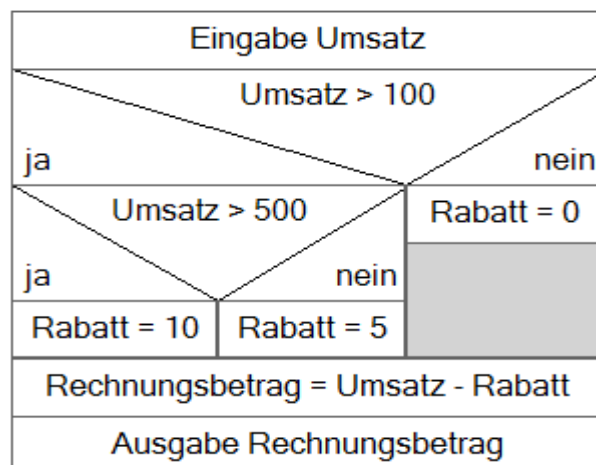 Eingabe Umsatz
Umsatz > 100
ja
nein
Umsatz > 500
Rabatt = 0
ja
nein
Rabatt = 10
Rabatt = 5
Rechnungsbetrag = Umsatz - Rabatt
Ausgabe Rechnungsbetrag